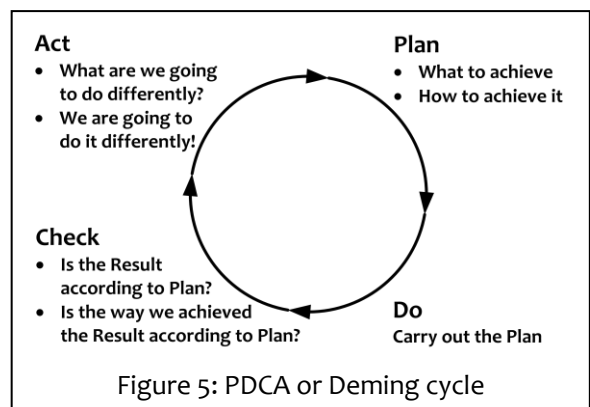 Act
• What are we going
to do differently?
• We are going to
do it differently!
Plan
• What to achieve
• How to achieve it
Check
• Is the Result
according to Plan?
• Is the way we achieved
the Result according to Plan?
Do
Carry out the Plan
Figure 5: PDCA or Deming cycle